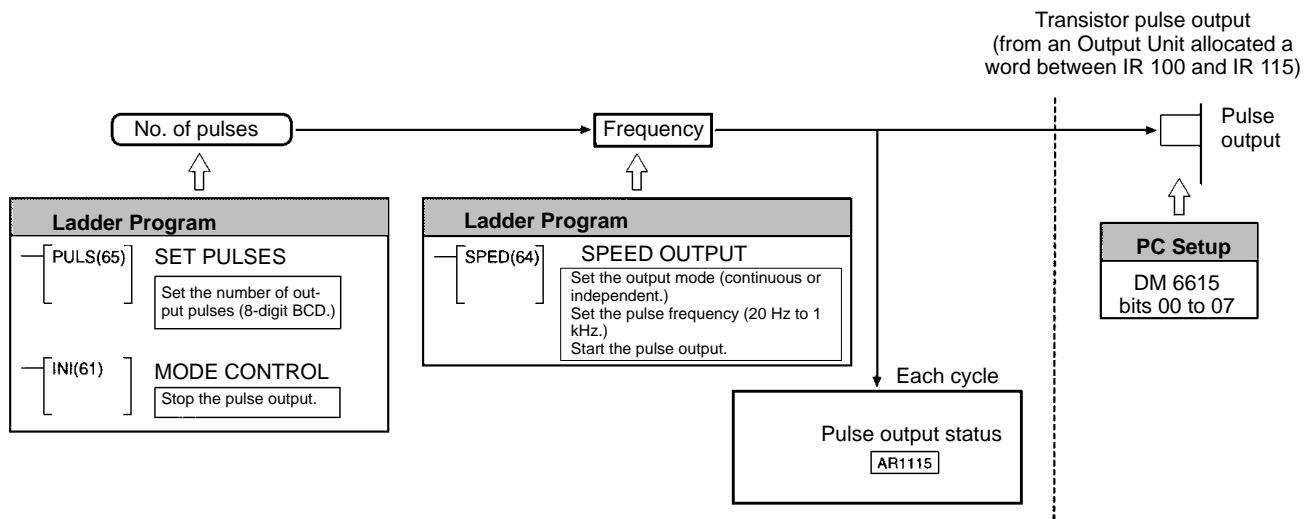 Transistor pulse output
(from an Output Unit allocated a
word between IR 100 and IR 115)
No. of pulses
Frequency
Pulse
output
Ladder Program
PULS(65)
SET PULSES
Set the number of out-
put pulses (8-digit BCD.)
INI(61)
MODE CONTROL
Stop the pulse output.
Ladder Program
SPED(64)
SPEED OUTPUT
Set the output mode (continuous or
independent.)
Set the pulse frequency (20 Hz to 1
kHz.)
Start the pulse output.
PC Setup
DM 6615
bits 00 to 07
Each cycle
Pulse output status
AR1115